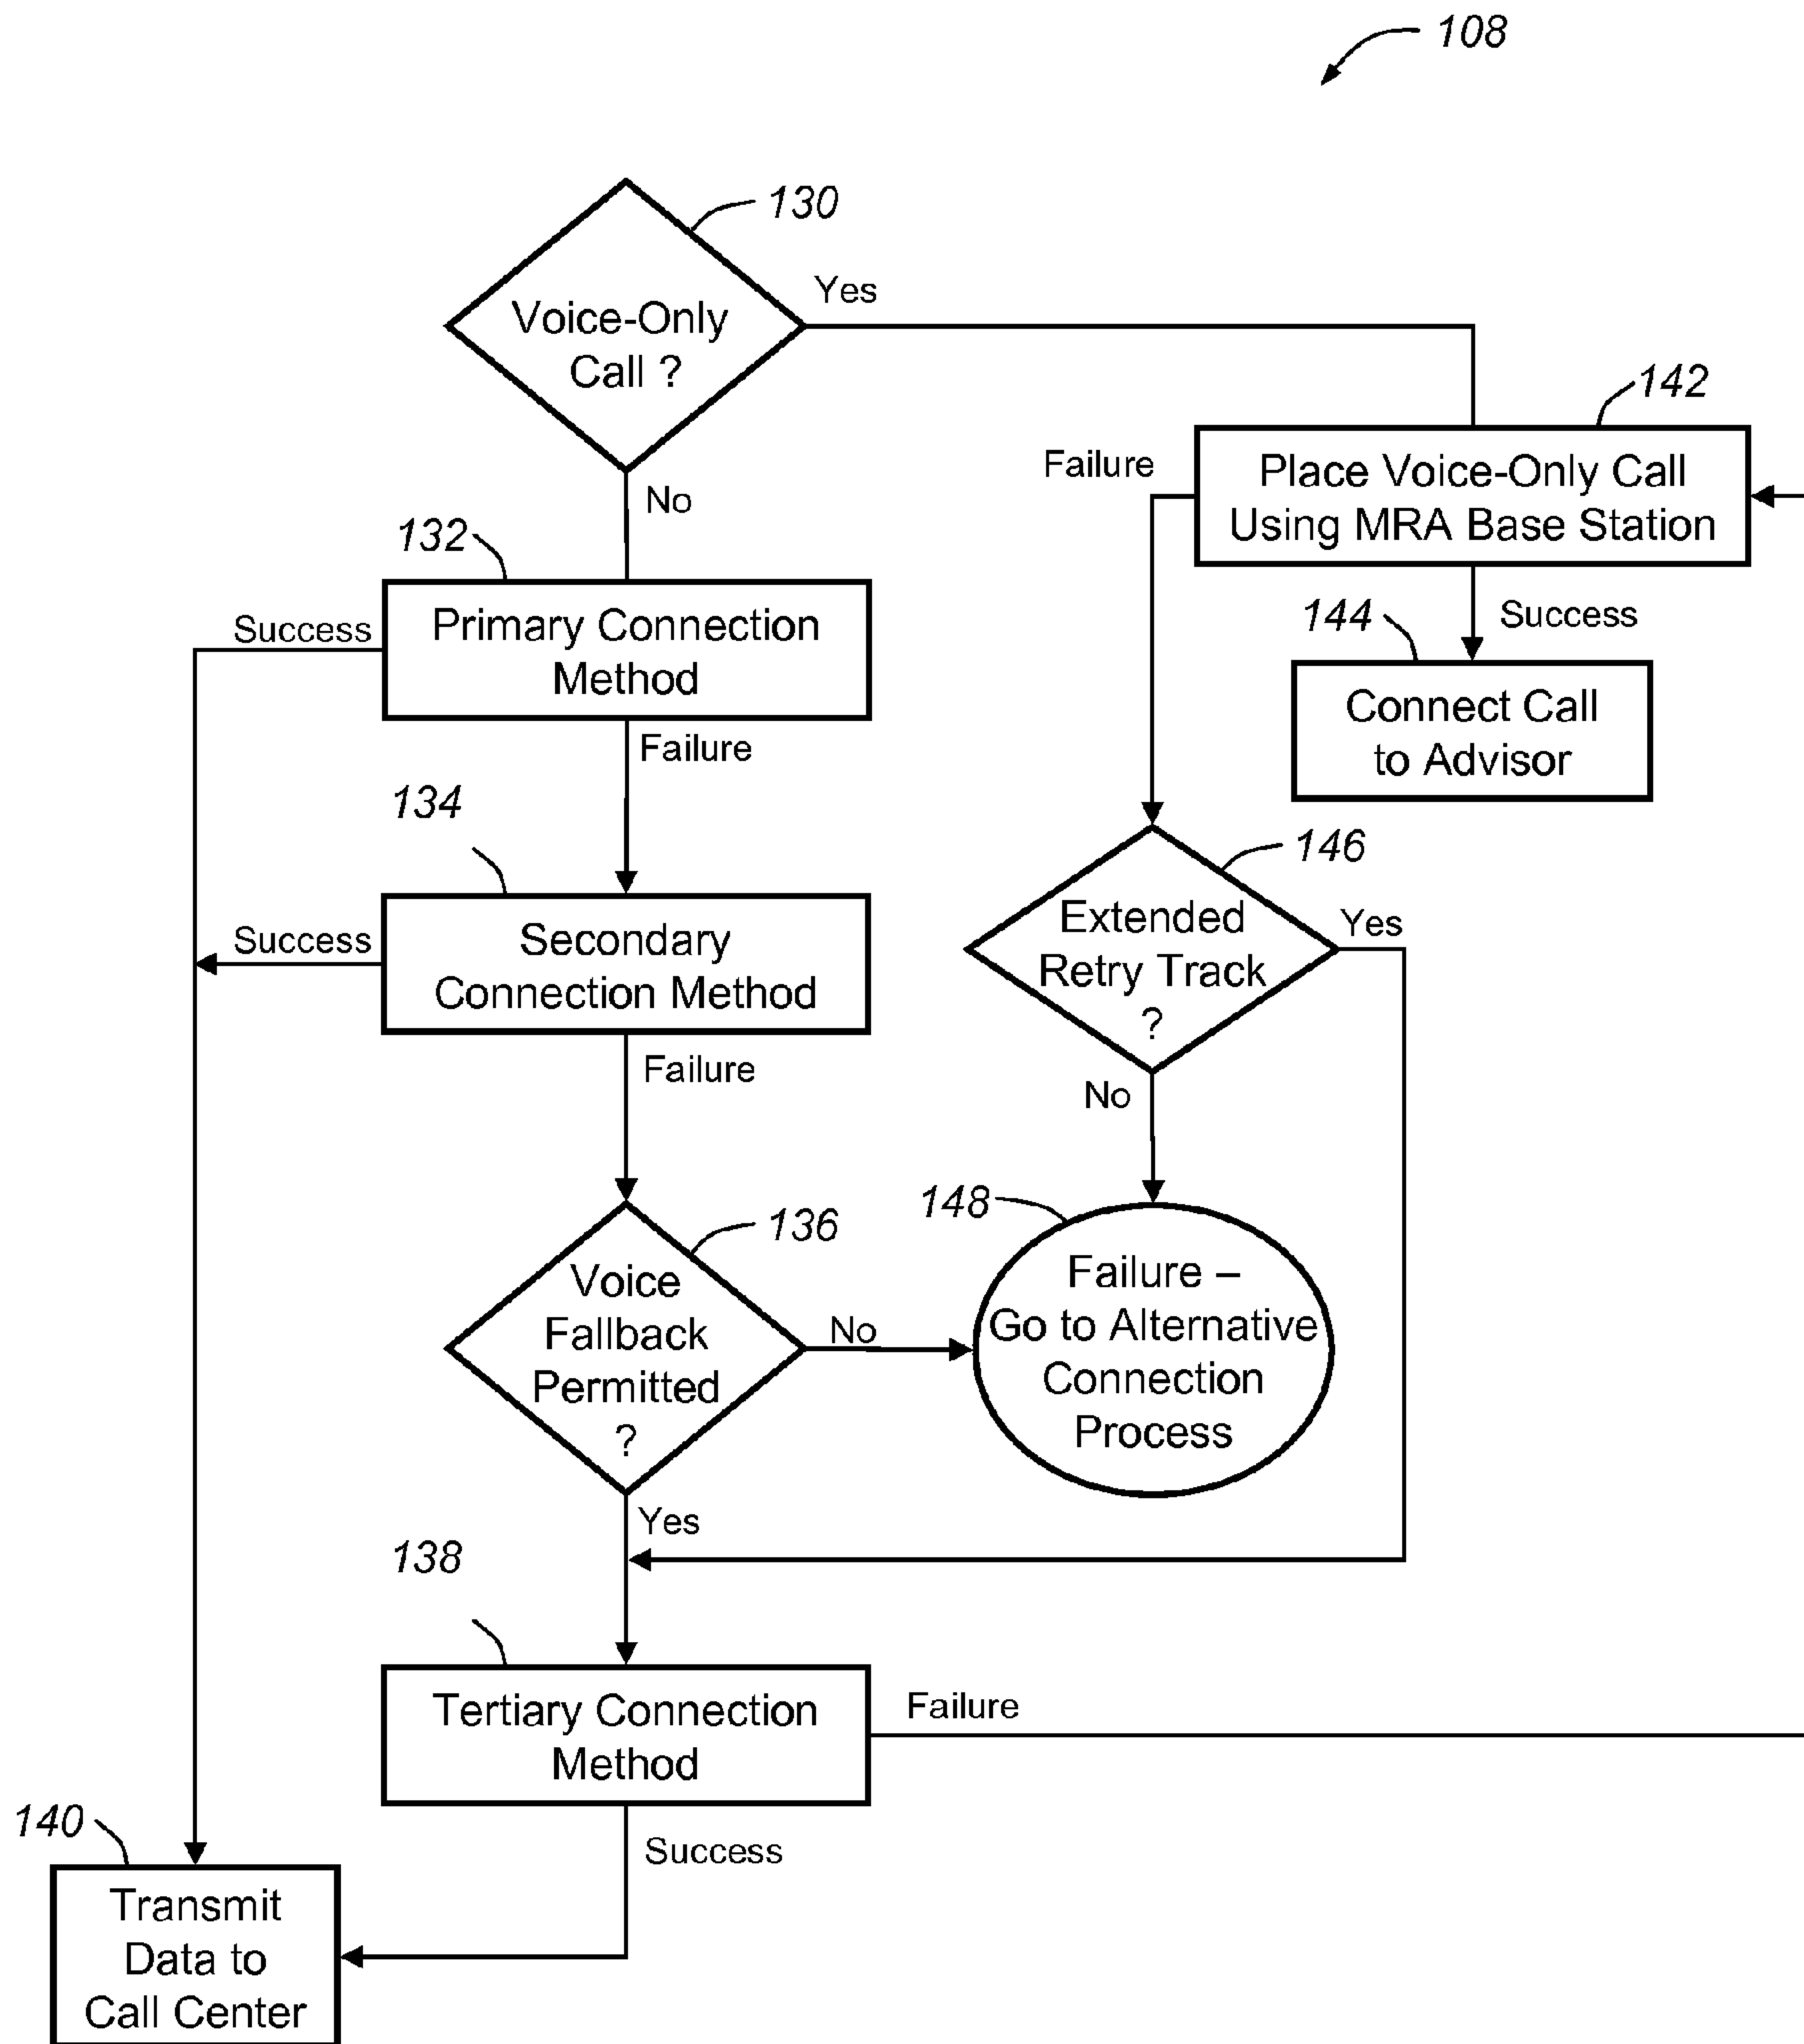 108
130
Voice-Only
Call ?
Yes
No
142
Place Voice-Only Call
Using MRA Base Station
Failure
Success
132
Primary Connection
Method
Success
Failure
144
Connect Call
to Advisor
134
Secondary
Connection Method
Success
Failure
146
Extended
Retry Track
?
Yes
No
136
Voice
Fallback
Permitted
?
No
Yes
148
Failure –
Go to Alternative
Connection
Process
138
Tertiary Connection
Method
Failure
Success
140
Transmit
Data to
Call Center